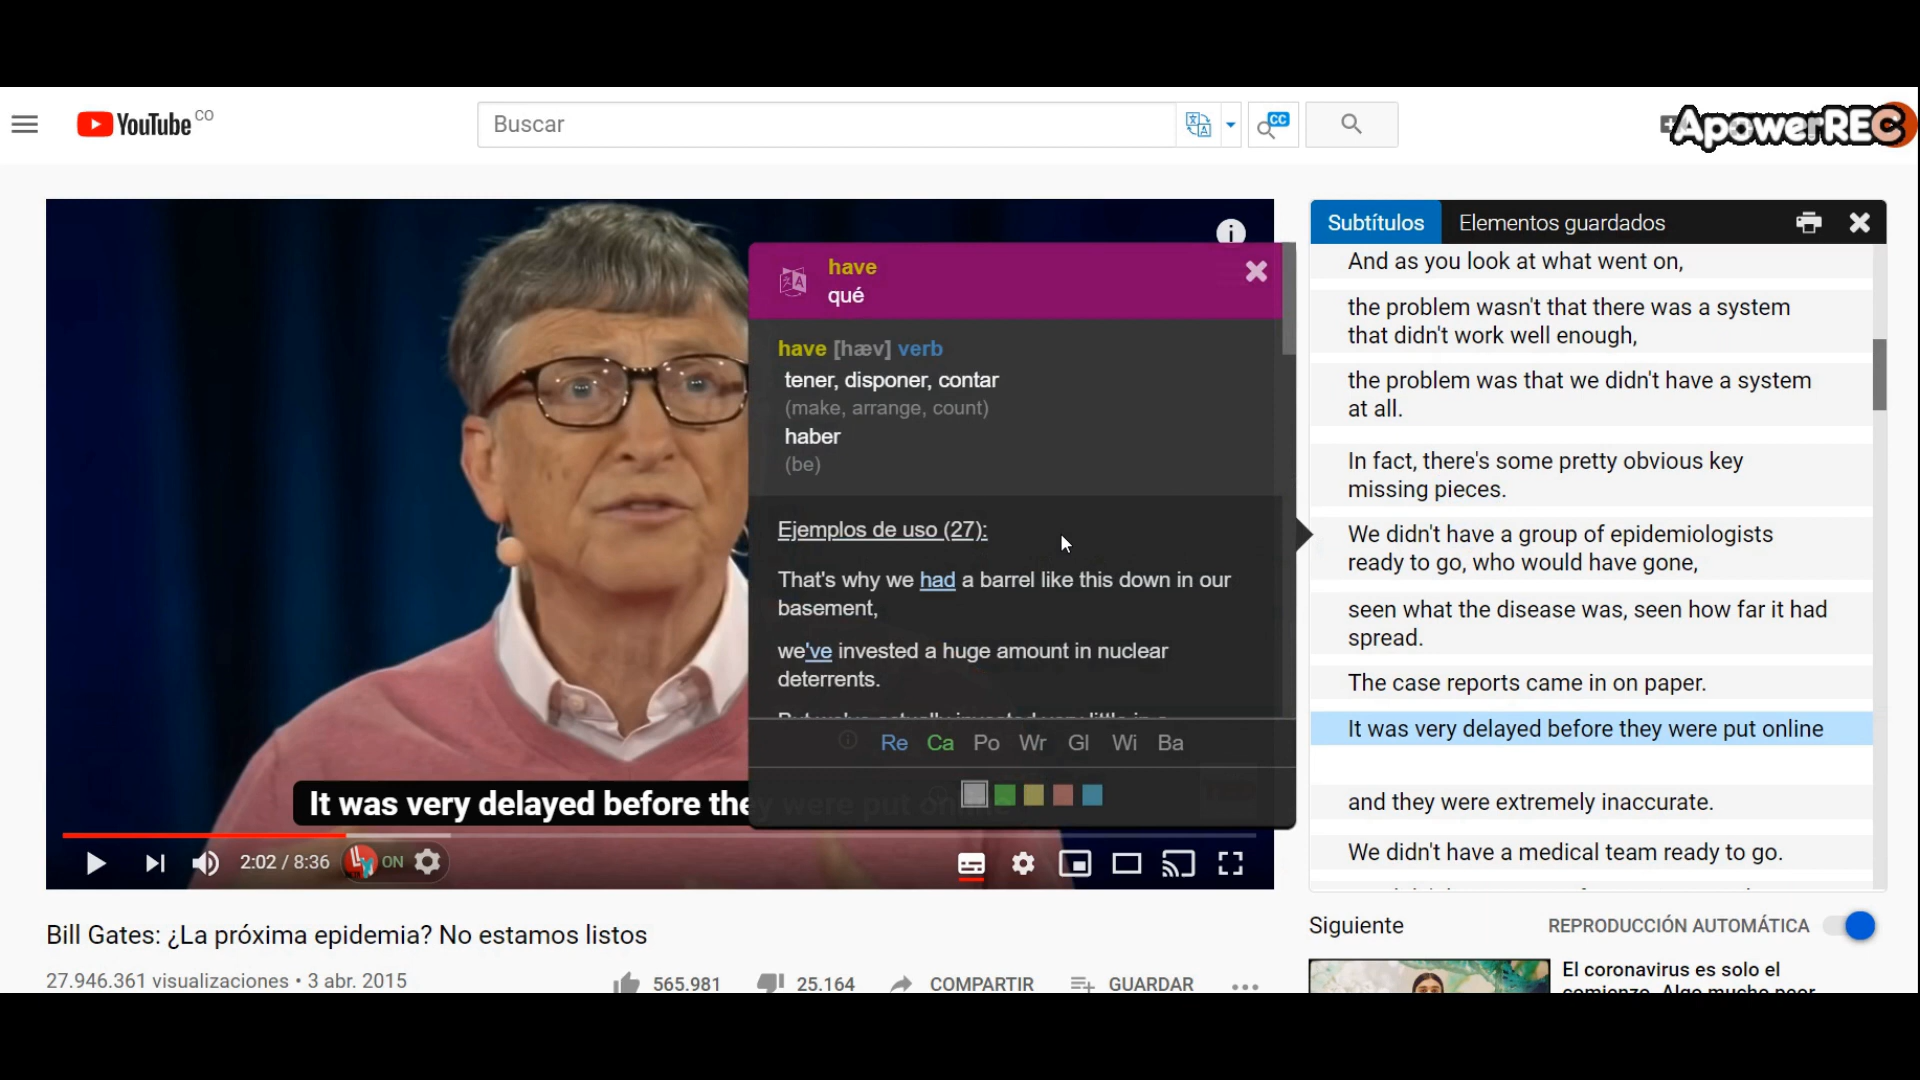 YouTube CO
Buscar
CC
ApowerREC
Subtítulos
Elementos guardados
And as you look at what went on,
the problem wasn't that there was a system
that didn't work well enough,
the problem was that we didn't have a system
at all.
In fact, there's some pretty obvious key
missing pieces.
We didn't have a group of epidemiologists
ready to go, who would have gone,
seen what the disease was, seen how far it had
spread.
The case reports came in on paper.
It was very delayed before they were put online
and they were extremely inaccurate.
We didn't have a medical team ready to go.
have
qué
have [hæv] verb
tener, disponer, contar
(make, arrange, count)
haber
(be)
Ejemplos de uso (27):
That's why we had a barrel like this down in our
basement,
we've invested a huge amount in nuclear
deterrents.
Re Ca Po Wr Gl Wi Ba
It was very delayed before they were put online
2:02 / 8:36
ON
Bill Gates: ¿La próxima epidemia? No estamos listos
27.946.361 visualizaciones • 3 abr. 2015
565.981
25.164
COMPARTIR
GUARDAR
Siguiente
REPRODUCCIÓN AUTOMÁTICA
El coronavirus es solo el